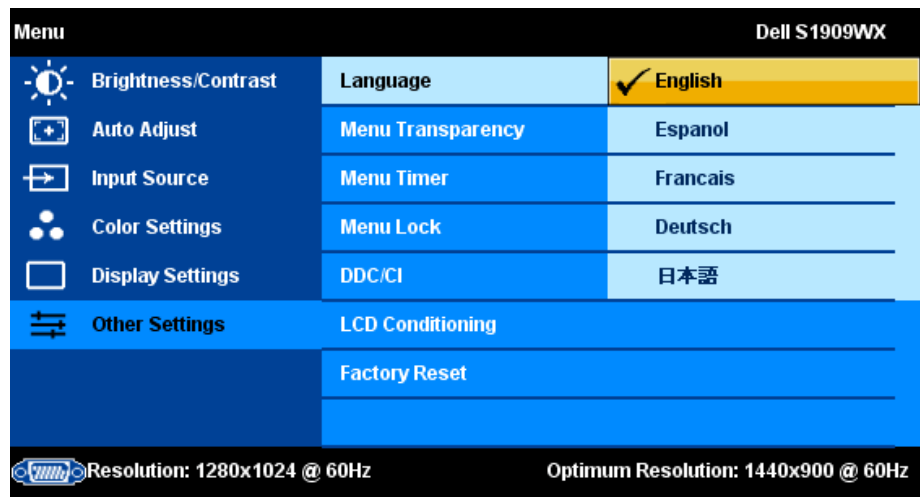 Menu Dell S1909WX
Brightness/Contrast Language English
Auto Adjust Menu Transparency Espanol
Input Source Menu Timer Francais
Color Settings Menu Lock Deutsch
Display Settings DDC/CI 日本語
Other Settings LCD Conditioning
Factory Reset
Resolution: 1280x1024 @ 60Hz Optimum Resolution: 1440x900 @ 60Hz